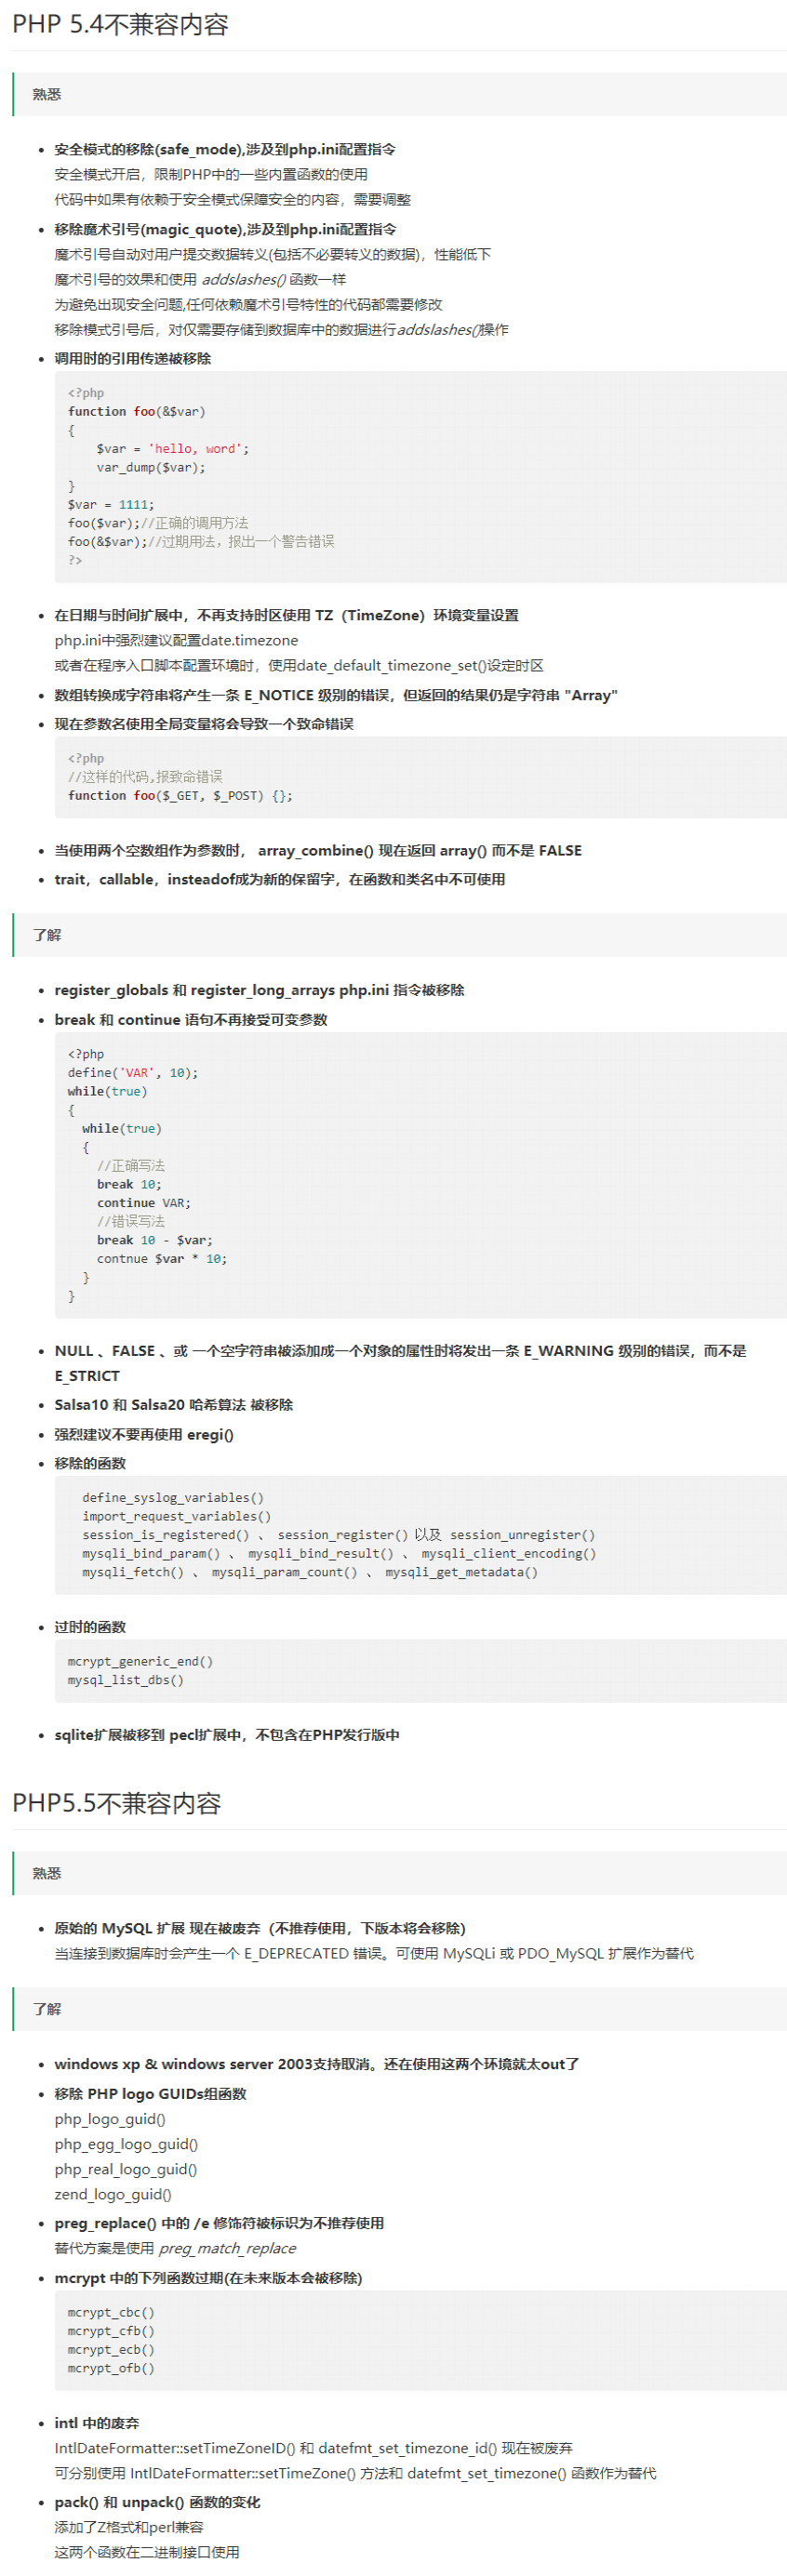 PHP 5.4不兼容内容
熟悉
安全模式的移除(safe_mode),涉及到php.ini配置指令
安全模式开启，限制PHP中的一些内置函数的使用
代码中如果有依赖于安全模式保障安全的内容，需要调整
移除魔术引号(magic_quote),涉及到php.ini配置指令
魔术引号自动对用户提交数据转义(包括不必要转义的数据)，性能低下
魔术引号的效果和使用 addslashes() 函数一样
为避免出现安全问题,任何依赖魔术引号特性的代码都需要修改
移除模式引号后，对仅需要存储到数据库中的数据进行addslashes()操作
调用时的引用传递被移除
<?php
function foo(&$var)
{
    $var = 'hello, word';
    var_dump($var);
}
$var = 1111;
foo($var);//正确的调用方法
foo(&$var);//过期用法，报出一个警告错误
?>
在日期与时间扩展中，不再支持时区使用 TZ（TimeZone）环境变量设置
php.ini中强烈建议配置date.timezone
或者在程序入口脚本配置环境时，使用date_default_timezone_set()设定时区
数组转换成字符串将产生一条 E_NOTICE 级别的错误，但返回的结果仍是字符串 "Array"
现在参数名使用全局变量将会导致一个致命错误
<?php
//这样的代码,报致命错误
function foo($_GET, $_POST) {};
当使用两个空数组作为参数时， array_combine() 现在返回 array() 而不是 FALSE
trait，callable，insteadof成为新的保留字，在函数和类名中不可使用
了解
register_globals 和 register_long_arrays php.ini 指令被移除
break 和 continue 语句不再接受可变参数
<?php
define('VAR', 10);
while(true)
{
  while(true)
  {
    //正确写法
    break 10;
    continue VAR;
    //错误写法
    break 10 - $var;
    contnue $var * 10;
  }
}
NULL 、FALSE 、或 一个空字符串被添加成一个对象的属性时将发出一条 E_WARNING 级别的错误，而不是
E_STRICT
Salsa10 和 Salsa20 哈希算法 被移除
强烈建议不要再使用 eregi()
移除的函数
define_syslog_variables()
import_request_variables()
session_is_registered() 、 session_register() 以及 session_unregister()
mysqli_bind_param() 、 mysqli_bind_result() 、 mysqli_client_encoding()
mysqli_fetch() 、 mysqli_param_count() 、 mysqli_get_metadata()
过时的函数
mcrypt_generic_end()
mysql_list_dbs()
sqlite扩展被移到 pecl扩展中，不包含在PHP发行版中
PHP5.5不兼容内容
熟悉
原始的 MySQL 扩展 现在被废弃（不推荐使用，下版本将会移除)
当连接到数据库时会产生一个 E_DEPRECATED 错误。可使用 MySQLi 或 PDO_MySQL 扩展作为替代
了解
windows xp & windows server 2003支持取消。还在使用这两个环境就太out了
移除 PHP logo GUIDs组函数
php_logo_guid()
php_egg_logo_guid()
php_real_logo_guid()
zend_logo_guid()
preg_replace() 中的 /e 修饰符被标识为不推荐使用
替代方案是使用 preg_match_replace
mcrypt 中的下列函数过期(在未来版本会被移除)
mcrypt_cbc()
mcrypt_cfb()
mcrypt_ecb()
mcrypt_ofb()
intl 中的废弃
IntlDateFormatter::setTimeZoneID() 和 datefmt_set_timezone_id() 现在被废弃
可分别使用 IntlDateFormatter::setTimeZone() 方法和 datefmt_set_timezone() 函数作为替代
pack() 和 unpack() 函数的变化
添加了Z格式和perl兼容
这两个函数在二进制接口使用